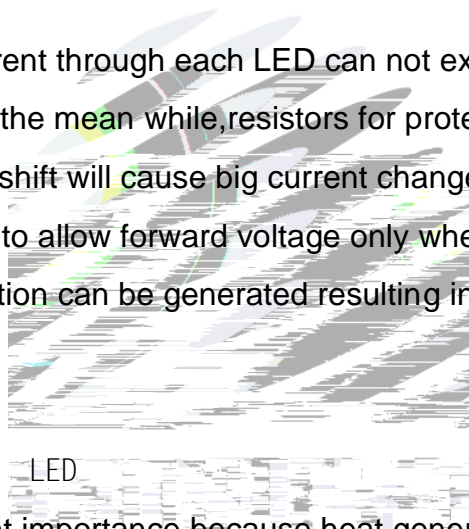 rent through each LED can not ex
the mean while,resistors for prote
shift will cause big current change
to allow forward voltage only whe
tion can be generated resulting in
LED
t importance because heat gene